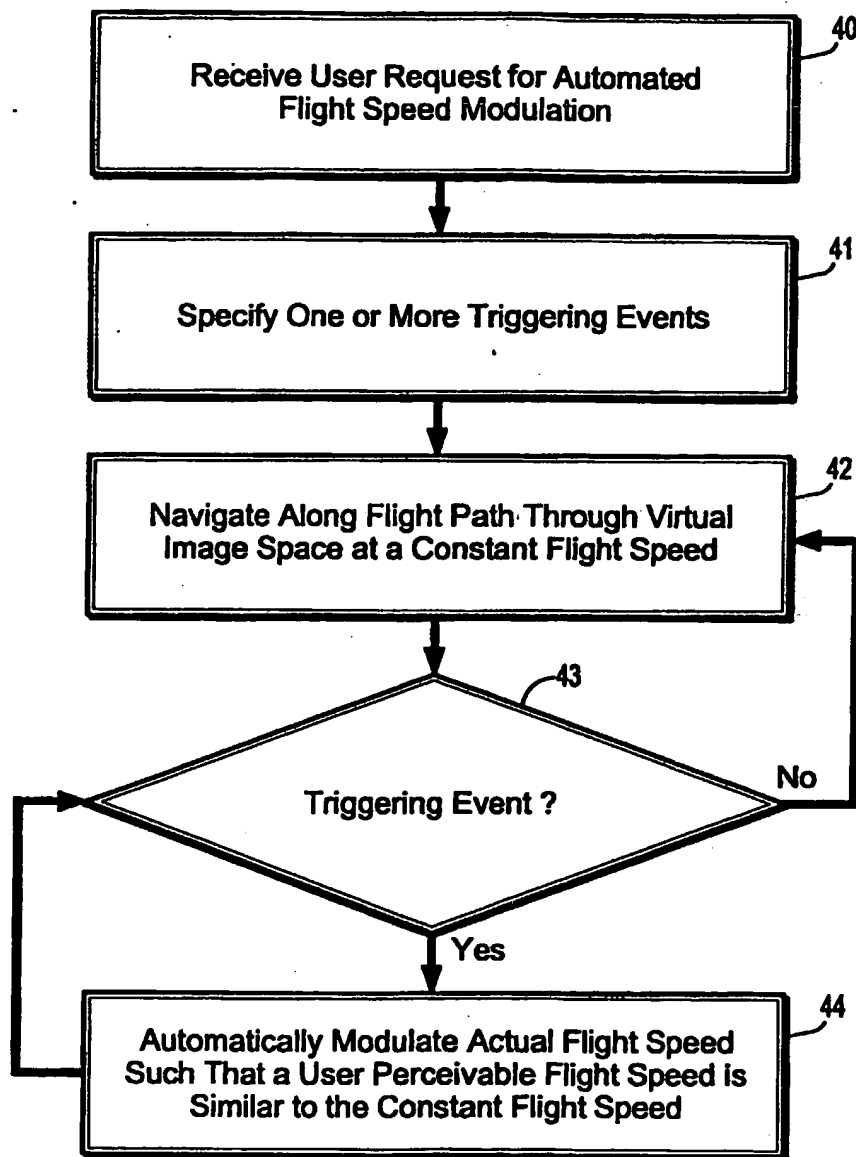 40
Receive User Request for Automated
Flight Speed Modulation
41
Specify One or More Triggering Events
42
Navigate Along Flight Path Through Virtual
Image Space at a Constant Flight Speed
43
Triggering Event ?
No
Yes
44
Automatically Modulate Actual Flight Speed
Such That a User Perceivable Flight Speed is
Similar to the Constant Flight Speed